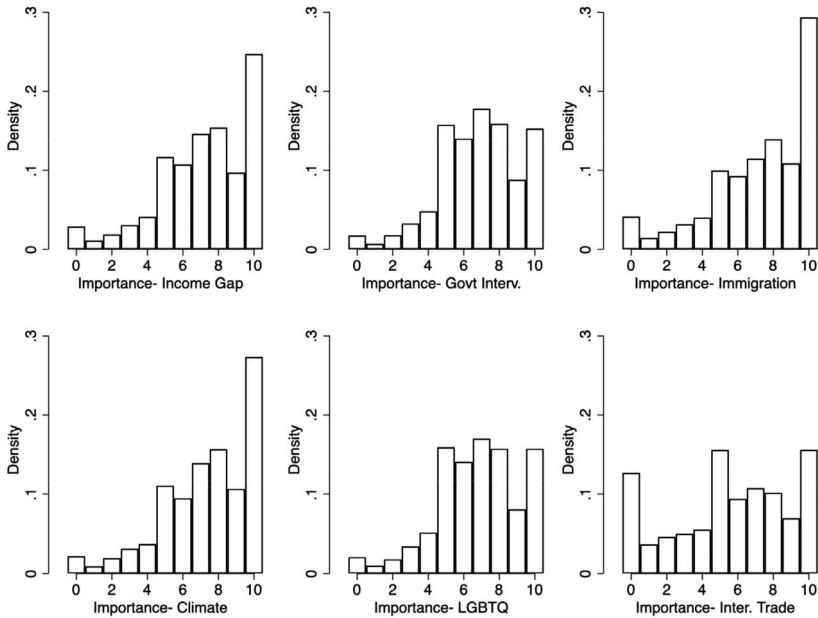 .3
.2
.1
0
Density
0 2 4 6 8 10
Importance- Income Gap
.3
.2
.1
0
Density
0 2 4 6 8 10
Importance- Govt Interv.
.3
.2
.1
0
Density
0 2 4 6 8 10
Importance- Immigration
.3
.2
.1
0
Density
0 2 4 6 8 10
Importance- Climate
.3
.2
.1
0
Density
0 2 4 6 8 10
Importance- LGBTQ
.3
.2
.1
0
Density
0 2 4 6 8 10
Importance- Inter. Trade